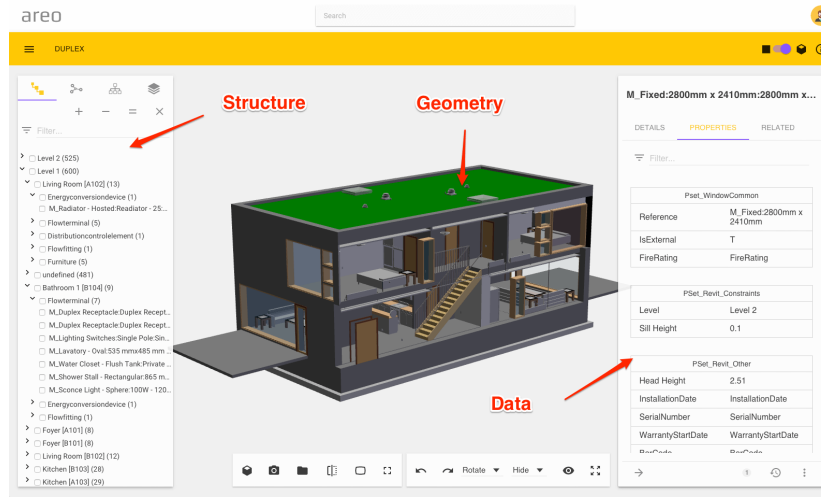 areo
Search
DUPLEX
Structure
Geometry
Data
Filter...
Level 2 (525)
Level 1 (600)
Living Room [A102] (13)
Energyconversiondevice (1)
M_Radiator - Hosted:Readiator - 25:...
Flowterminal (5)
Distributioncontrolelement (1)
Flowfitting (1)
Furniture (5)
undefined (481)
Bathroom 1 [B104] (9)
Flowterminal (7)
M_Duplex Receptacle:Duplex Recept...
M_Duplex Receptacle:Duplex Recept...
M_Lighting Switches:Single Pole:Sin...
M_Lavatory - Oval:535 mmx485 mm ...
M_Water Closet - Flush Tank:Private ...
M_Shower Stall - Rectangular:865 m...
M_Sconce Light - Sphere:100W - 120...
Energyconversiondevice (1)
Flowfitting (1)
Foyer [A101] (8)
Foyer [B101] (8)
Living Room [B102] (12)
Kitchen [B103] (28)
Kitchen [A103] (29)
Rotate
Hide
M_Fixed:2800mm x 2410mm:2800mm x...
DETAILS PROPERTIES RELATED
Filter...
Pset_WindowCommon
Reference M_Fixed:2800mm x
2410mm
IsExternal T
FireRating FireRating
PSet_Revit_Constraints
Level Level 2
Sill Height 0.1
PSet_Revit_Other
Head Height 2.51
InstallationDate InstallationDate
SerialNumber SerialNumber
WarrantyStartDate WarrantyStartDate
BarCode BarCode
1